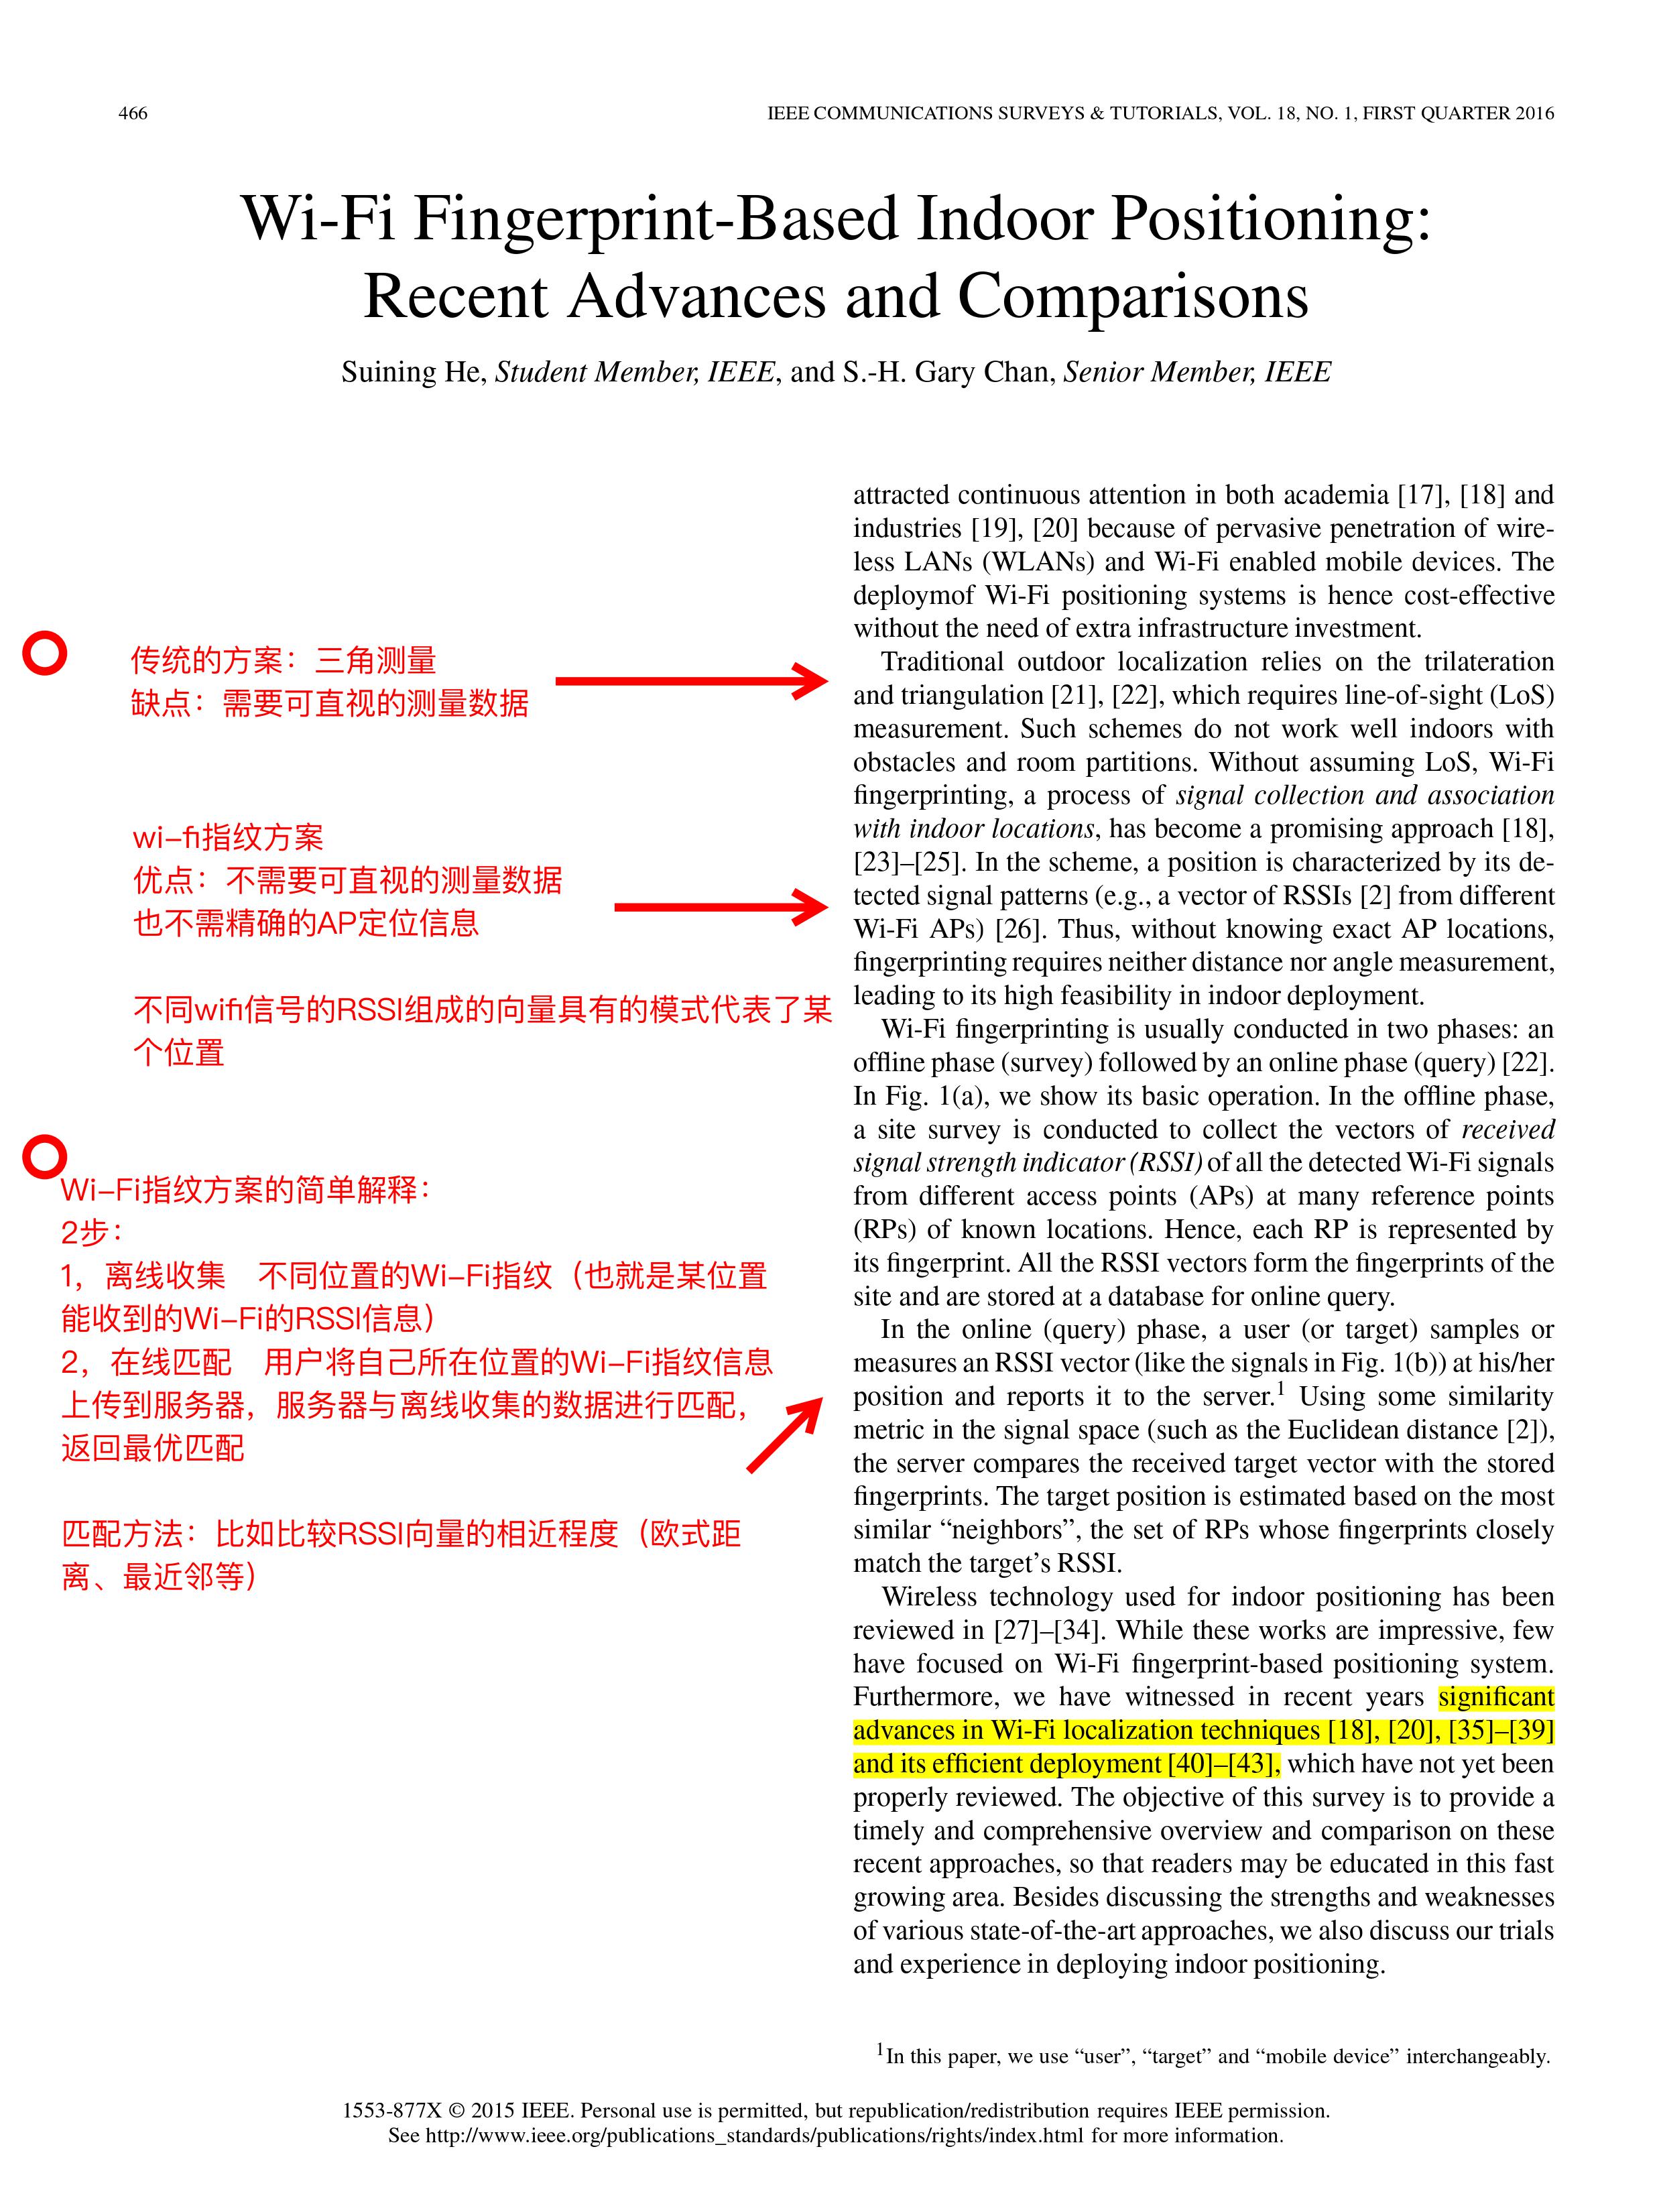 466
IEEE COMMUNICATIONS SURVEYS & TUTORIALS, VOL. 18, NO. 1, FIRST QUARTER 2016
Wi-Fi Fingerprint-Based Indoor Positioning:
Recent Advances and Comparisons
Suining He, Student Member, IEEE, and S.-H. Gary Chan, Senior Member, IEEE
传统的方案：三角测量
缺点：需要可直视的测量数据
wi-fi指纹方案
优点：不需要可直视的测量数据
也不需精确的AP定位信息
不同wifi信号的RSSI组成的向量具有的模式代表了某
个位置
Wi-Fi指纹方案的简单解释：
2步：
1，离线收集 不同位置的Wi-Fi指纹（也就是某位置
能收到的Wi-Fi的RSSI信息）
2，在线匹配 用户将自己所在位置的Wi-Fi指纹信息
上传到服务器，服务器与离线收集的数据进行匹配，
返回最优匹配
匹配方法：比如比较RSSI向量的相近程度（欧式距
离、最近邻等）
attracted continuous attention in both academia [17], [18] and
industries [19], [20] because of pervasive penetration of wire-
less LANs (WLANs) and Wi-Fi enabled mobile devices. The
deploymof Wi-Fi positioning systems is hence cost-effective
without the need of extra infrastructure investment.
Traditional outdoor localization relies on the trilateration
and triangulation [21], [22], which requires line-of-sight (LoS)
measurement. Such schemes do not work well indoors with
obstacles and room partitions. Without assuming LoS, Wi-Fi
fingerprinting, a process of signal collection and association
with indoor locations, has become a promising approach [18],
[23]–[25]. In the scheme, a position is characterized by its de-
tected signal patterns (e.g., a vector of RSSIs [2] from different
Wi-Fi APs) [26]. Thus, without knowing exact AP locations,
fingerprinting requires neither distance nor angle measurement,
leading to its high feasibility in indoor deployment.
Wi-Fi fingerprinting is usually conducted in two phases: an
offline phase (survey) followed by an online phase (query) [22].
In Fig. 1(a), we show its basic operation. In the offline phase,
a site survey is conducted to collect the vectors of received
signal strength indicator (RSSI) of all the detected Wi-Fi signals
from different access points (APs) at many reference points
(RPs) of known locations. Hence, each RP is represented by
its fingerprint. All the RSSI vectors form the fingerprints of the
site and are stored at a database for online query.
In the online (query) phase, a user (or target) samples or
measures an RSSI vector (like the signals in Fig. 1(b)) at his/her
position and reports it to the server.1 Using some similarity
metric in the signal space (such as the Euclidean distance [2]),
the server compares the received target vector with the stored
fingerprints. The target position is estimated based on the most
similar “neighbors”, the set of RPs whose fingerprints closely
match the target’s RSSI.
Wireless technology used for indoor positioning has been
reviewed in [27]–[34]. While these works are impressive, few
have focused on Wi-Fi fingerprint-based positioning system.
Furthermore, we have witnessed in recent years significant
advances in Wi-Fi localization techniques [18], [20], [35]–[39]
and its efficient deployment [40]–[43], which have not yet been
properly reviewed. The objective of this survey is to provide a
timely and comprehensive overview and comparison on these
recent approaches, so that readers may be educated in this fast
growing area. Besides discussing the strengths and weaknesses
of various state-of-the-art approaches, we also discuss our trials
and experience in deploying indoor positioning.
1In this paper, we use “user”, “target” and “mobile device” interchangeably.
1553-877X © 2015 IEEE. Personal use is permitted, but republication/redistribution requires IEEE permission.
See http://www.ieee.org/publications_standards/publications/rights/index.html for more information.